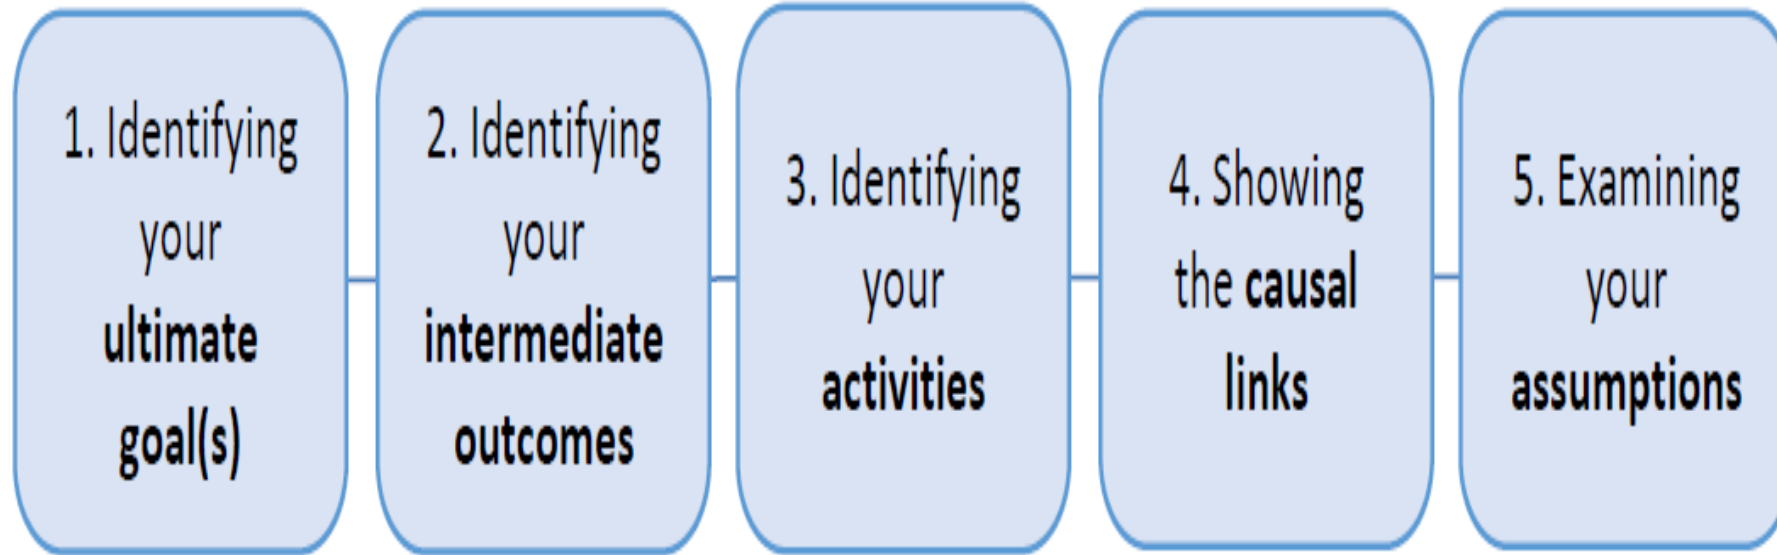 1. Identifying
your
ultimate
goal(s)
2. Identifying
your
intermediate
outcomes
3. Identifying
your
activities
4. Showing
the causal
links
5. Examining
your
assumptions